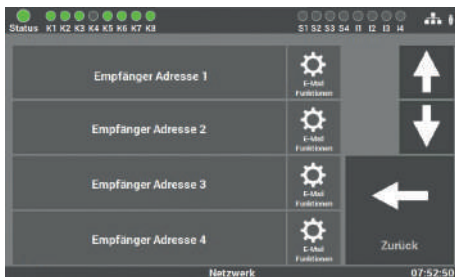 Status K1 K2 K3 K4 K5 K6 K7 K8 S1 S2 S3 S4 I1 I2 I3 I4
Empfänger Adresse 1
E-Mail
Funktionen
Empfänger Adresse 2
E-Mail
Funktionen
Empfänger Adresse 3
E-Mail
Funktionen
Empfänger Adresse 4
E-Mail
Funktionen
Zurück
Netzwerk 07:52:50